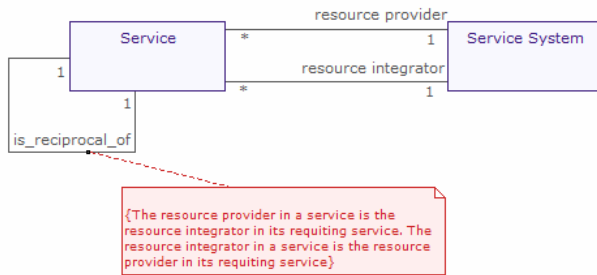 resource provider
Service
Service System
*
1
resource integrator
1
*
1
1
is_reciprocal_of
{The resource provider in a service is the
resource integrator in its requiting service. The
resource integrator in a service is the resource
provider in its requiting service}